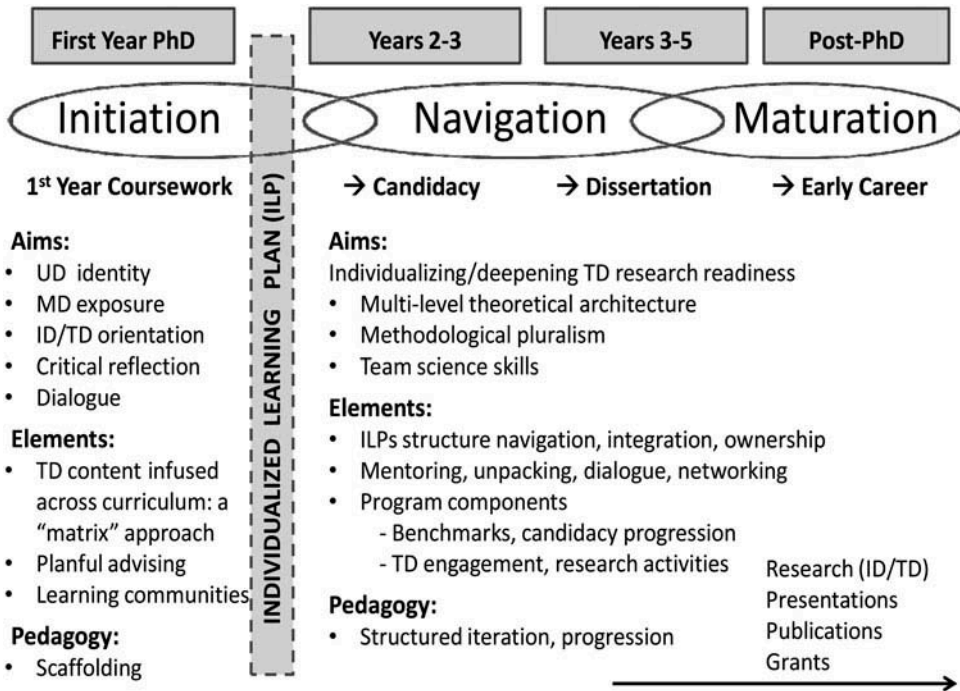 First Year PhD
Years 2-3
Years 3-5
Post-PhD
Initiation
Navigation
Maturation
1st Year Coursework
→ Candidacy
→ Dissertation
→ Early Career
INDIVIDUALIZED LEARNING PLAN (ILP)
Aims:
• UD identity
• MD exposure
• ID/TD orientation
• Critical reflection
• Dialogue
Elements:
• TD content infused
across curriculum: a
“matrix” approach
• Planful advising
• Learning communities
Pedagogy:
• Scaffolding
Aims:
Individualizing/deepening TD research readiness
• Multi-level theoretical architecture
• Methodological pluralism
• Team science skills
Elements:
• ILPs structure navigation, integration, ownership
• Mentoring, unpacking, dialogue, networking
• Program components
- Benchmarks, candidacy progression
- TD engagement, research activities
Pedagogy:
• Structured iteration, progression
Research (ID/TD)
Presentations
Publications
Grants